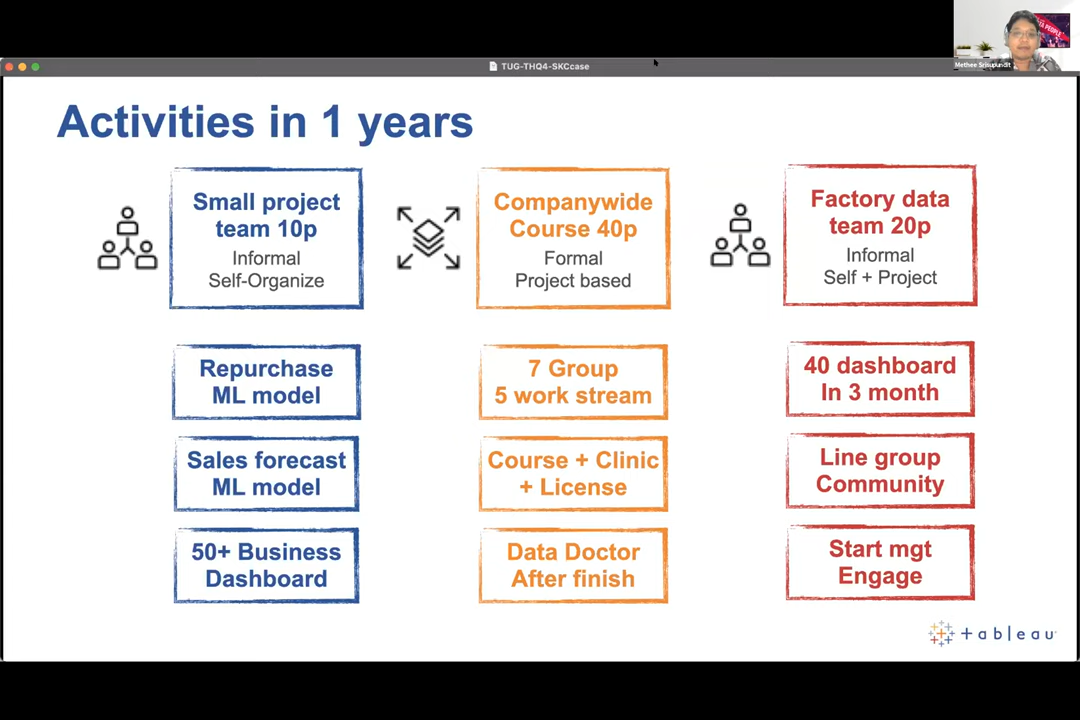 TUG-THQ4-SKCcase
Methee Srisupundit
Activities in 1 years
Small project
team 10p
Informal
Self-Organize
Companywide
Course 40p
Formal
Project based
Factory data
team 20p
Informal
Self + Project
Repurchase
ML model
7 Group
5 work stream
40 dashboard
In 3 month
Sales forecast
ML model
Course + Clinic
+ License
Line group
Community
50+ Business
Dashboard
Data Doctor
After finish
Start mgt
Engage
+ableau